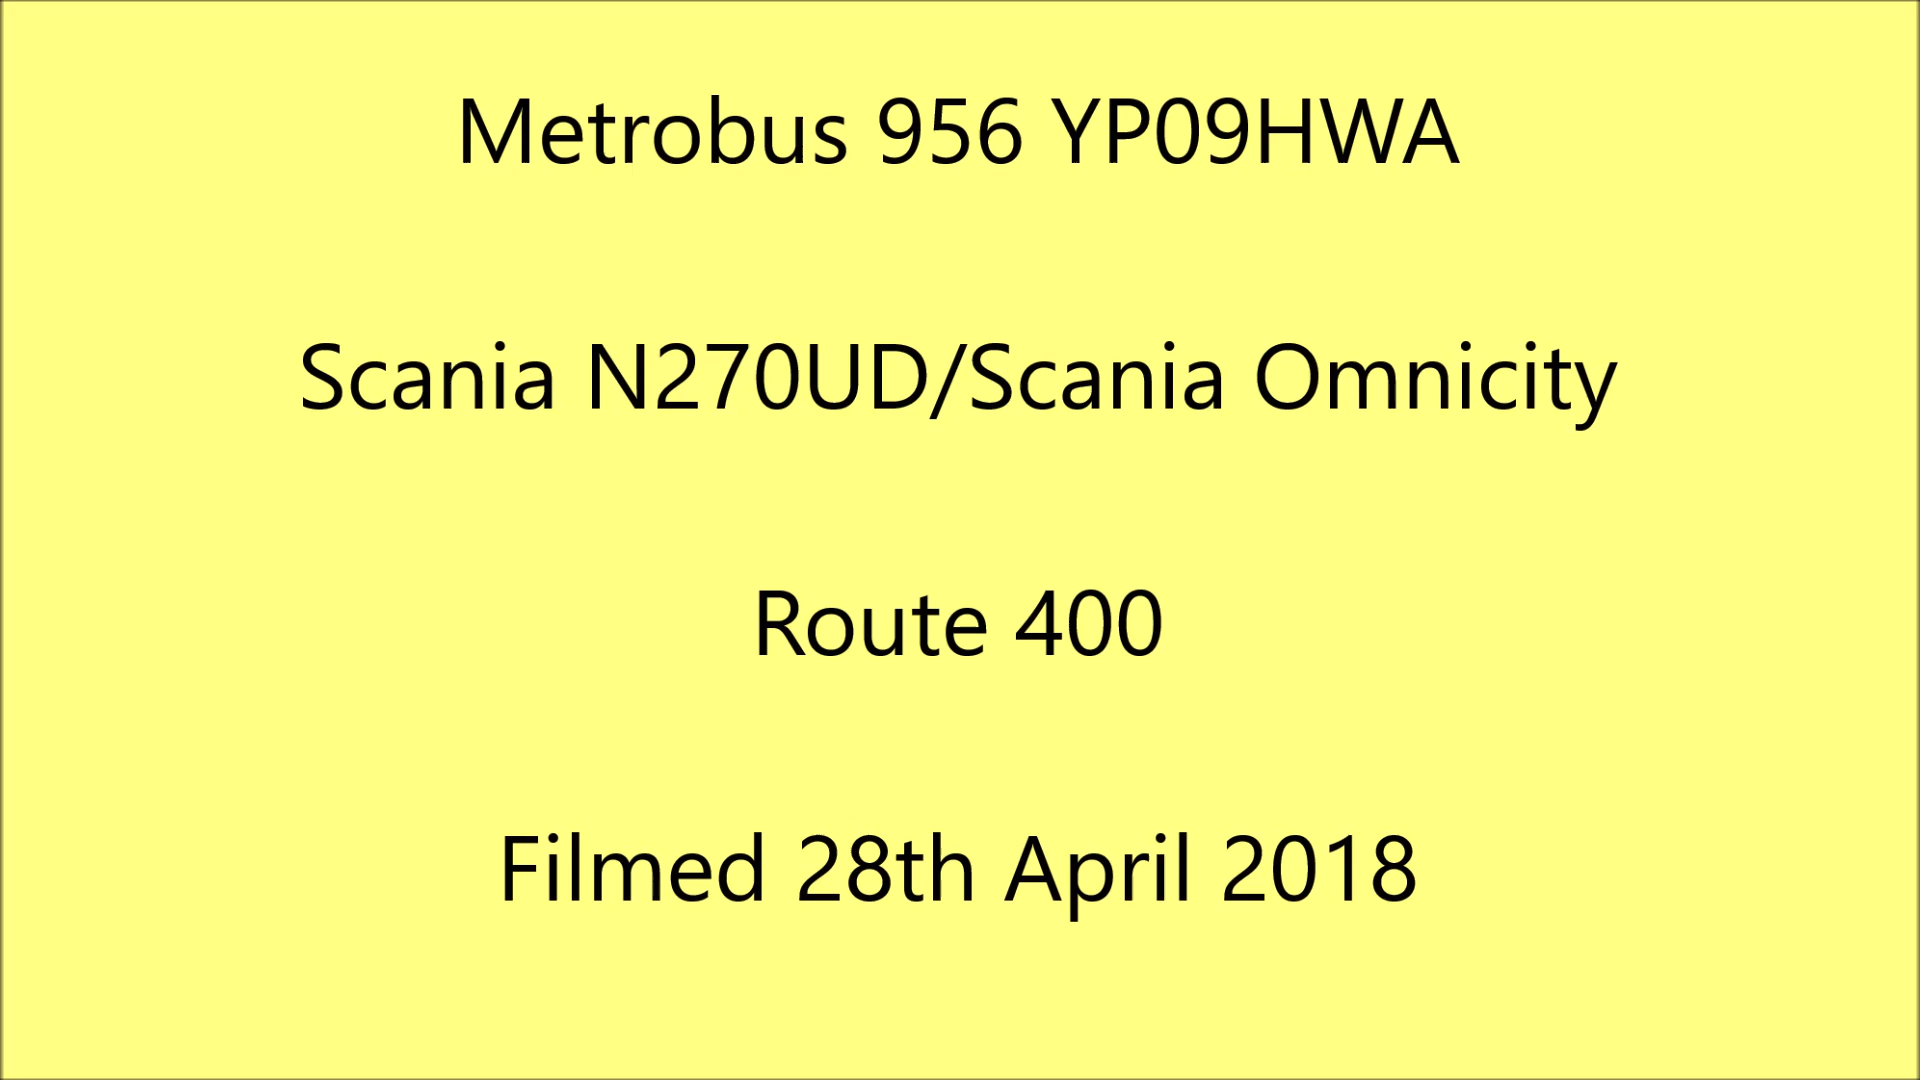 Metrobus 956 YP09HWA
Scania N270UD/Scania Omnicity
Route 400
Filmed 28th April 2018